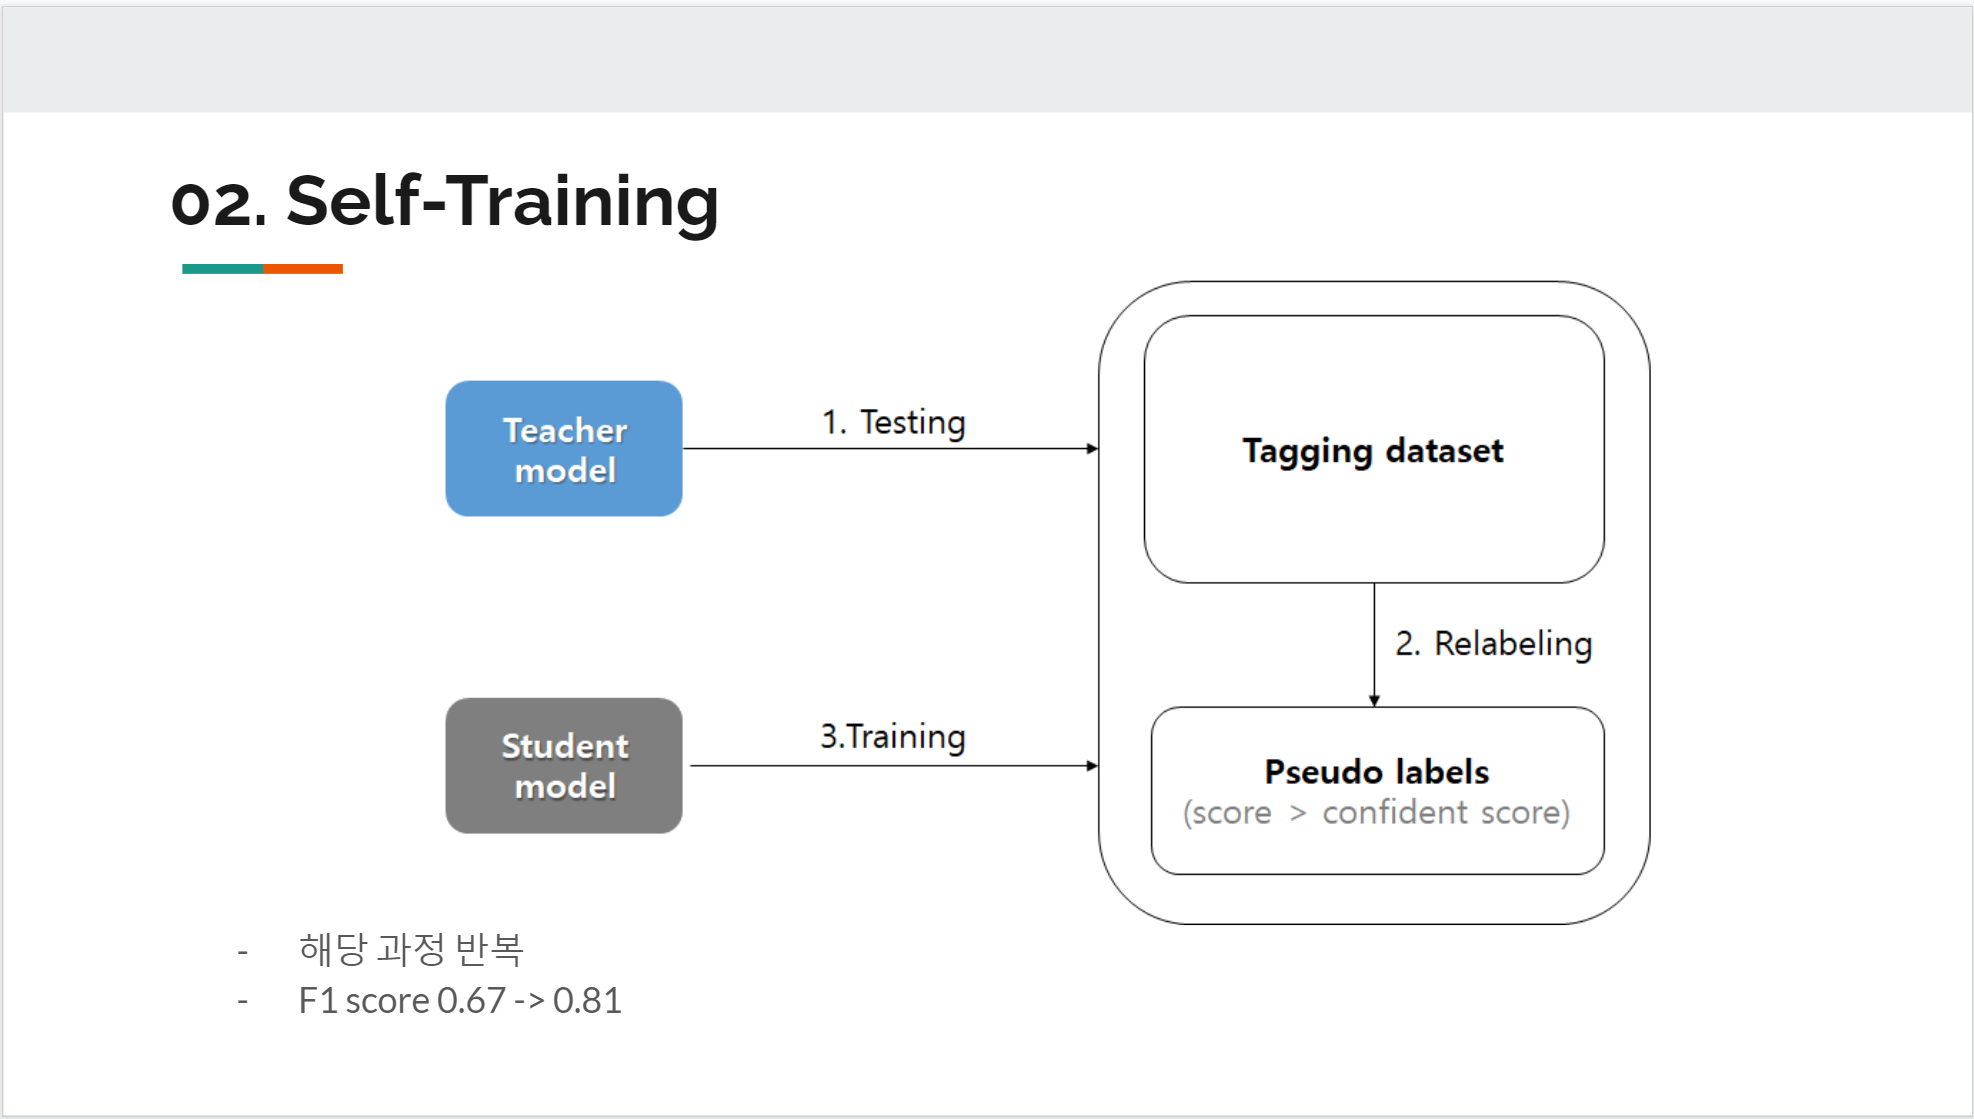 02. Self-Training
Teacher
model
1. Testing
Tagging dataset
2. Relabeling
Student
model
3.Training
Pseudo labels
(score > confident score)
- 해당 과정 반복
- F1 score 0.67 -> 0.81